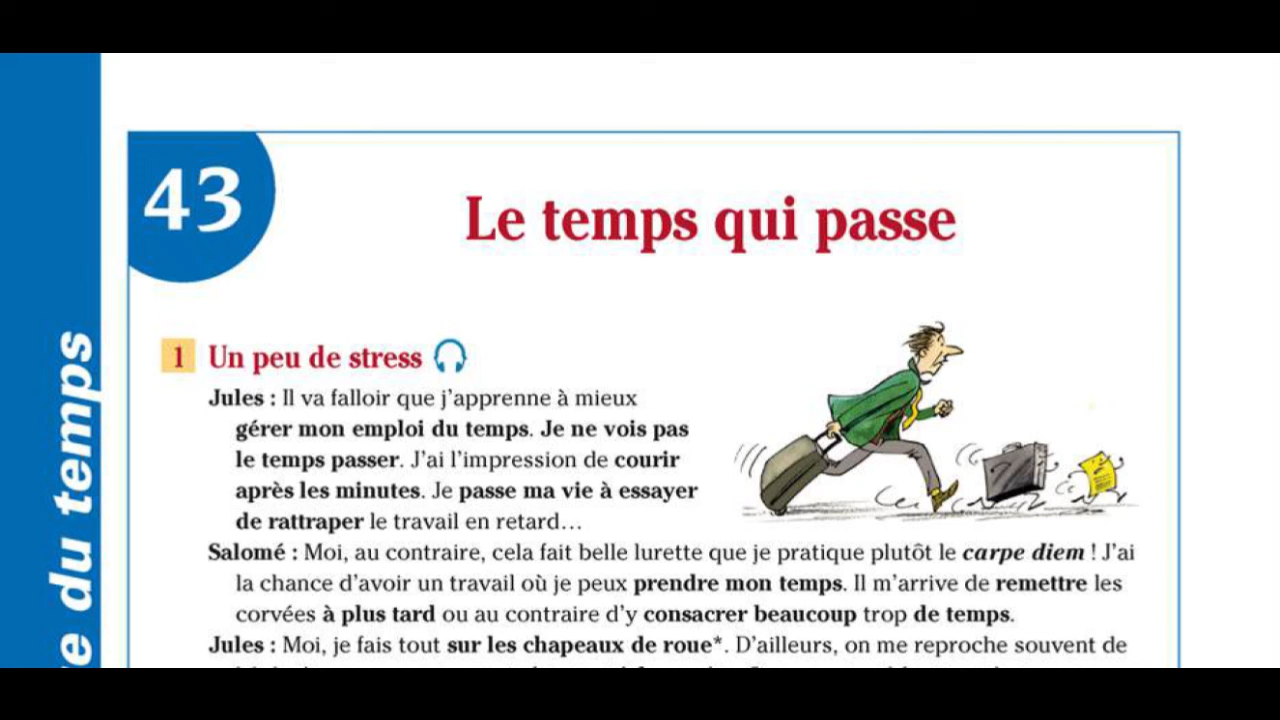 43
Le temps qui passe
1 Un peu de stress
Jules : Il va falloir que j'apprenne à mieux
gérer mon emploi du temps. Je ne vois pas
le temps passer. J'ai l'impression de courir
après les minutes. Je passe ma vie à essayer
de rattraper le travail en retard…
Salomé : Moi, au contraire, cela fait belle lurette que je pratique plutôt le carpe diem ! J'ai
la chance d'avoir un travail où je peux prendre mon temps. Il m'arrive de remettre les
corvées à plus tard ou au contraire d'y consacrer beaucoup trop de temps.
Jules : Moi, je fais tout sur les chapeaux de roue*. D'ailleurs, on me reproche souvent de
du temps